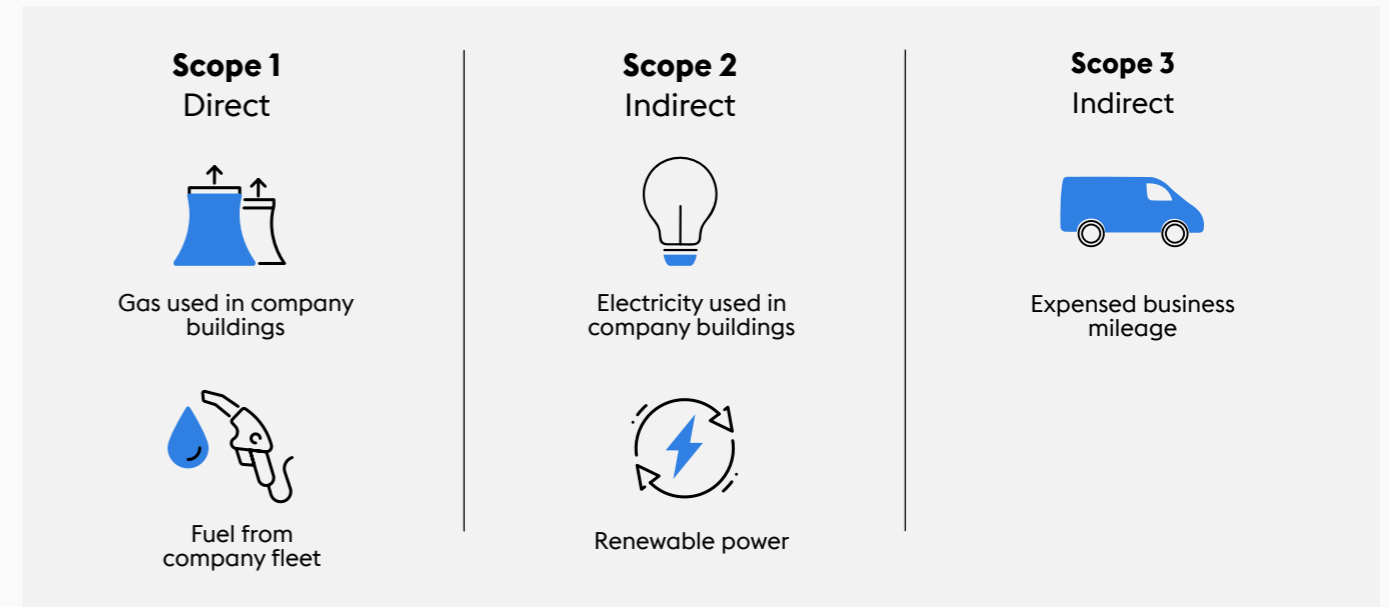 Scope 1
Direct
Gas used in company
buildings
Fuel from
company fleet
Scope 2
Indirect
Electricity used in
company buildings
Renewable power
Scope 3
Indirect
Expensed business
mileage